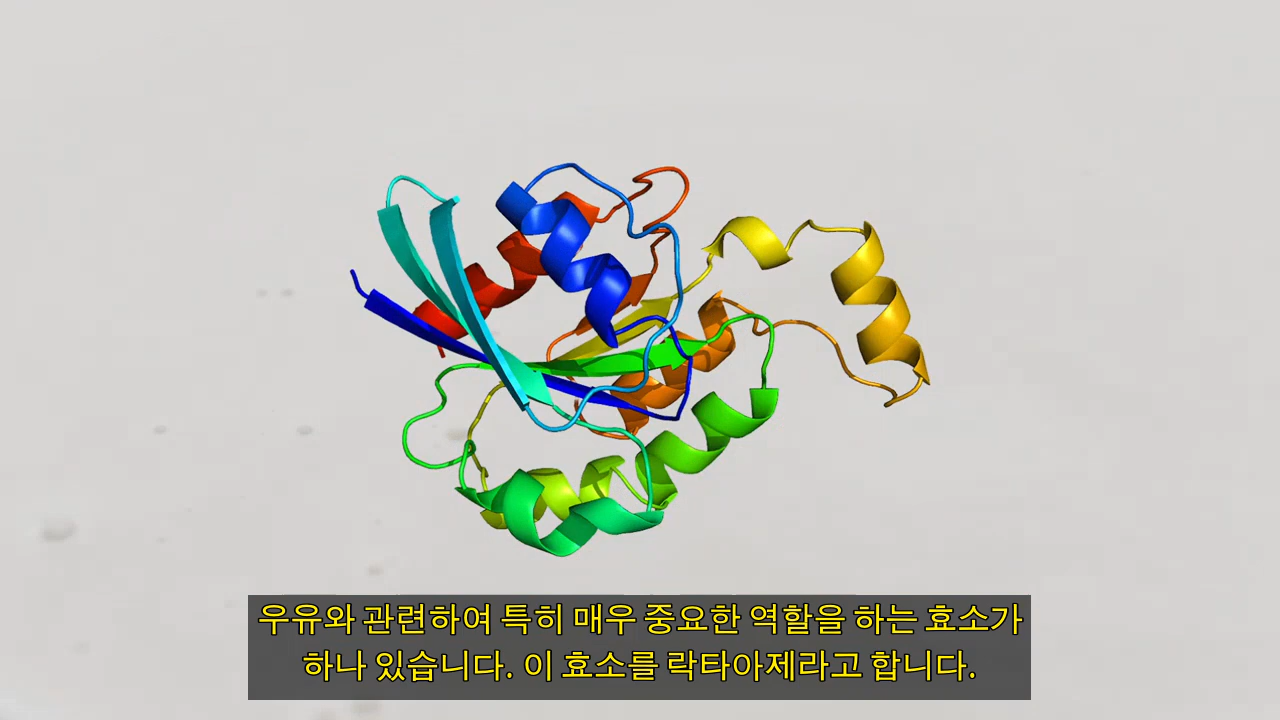 우유와 관련하여 특히 매우 중요한 역할을 하는 효소가
하나 있습니다. 이 효소를 락타아제라고 합니다.